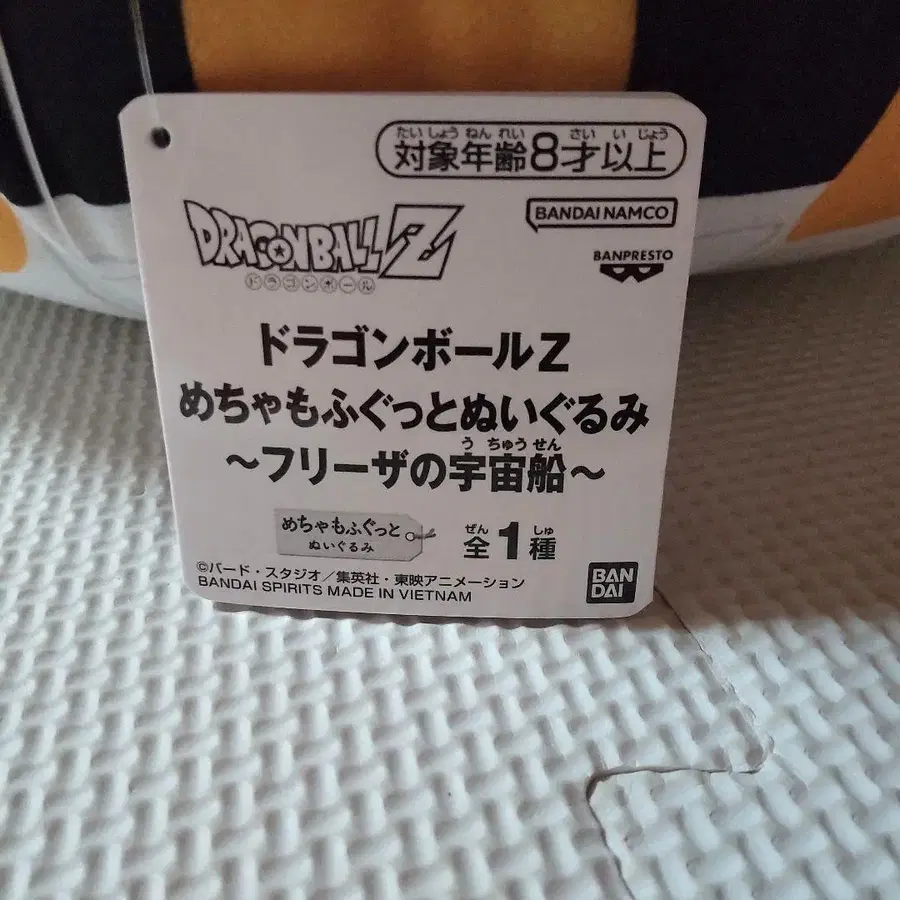 たいしょうねんれい さい いじょう
対象年齢8才以上
DRAGONBALL Z
ドラゴンボール
BANDAI NAMCO
BANPRESTO
ドラゴンボールZ
めちゃもふぐっとぬいぐるみ
うちゅうせん
～フリーザの宇宙船～
めちゃもふぐっと
ぬいぐるみ
ぜん しゅ
全1種
©バード・スタジオ／集英社・東映アニメーション
BANDAI SPIRITS MADE IN VIETNAM
BAN
DAI